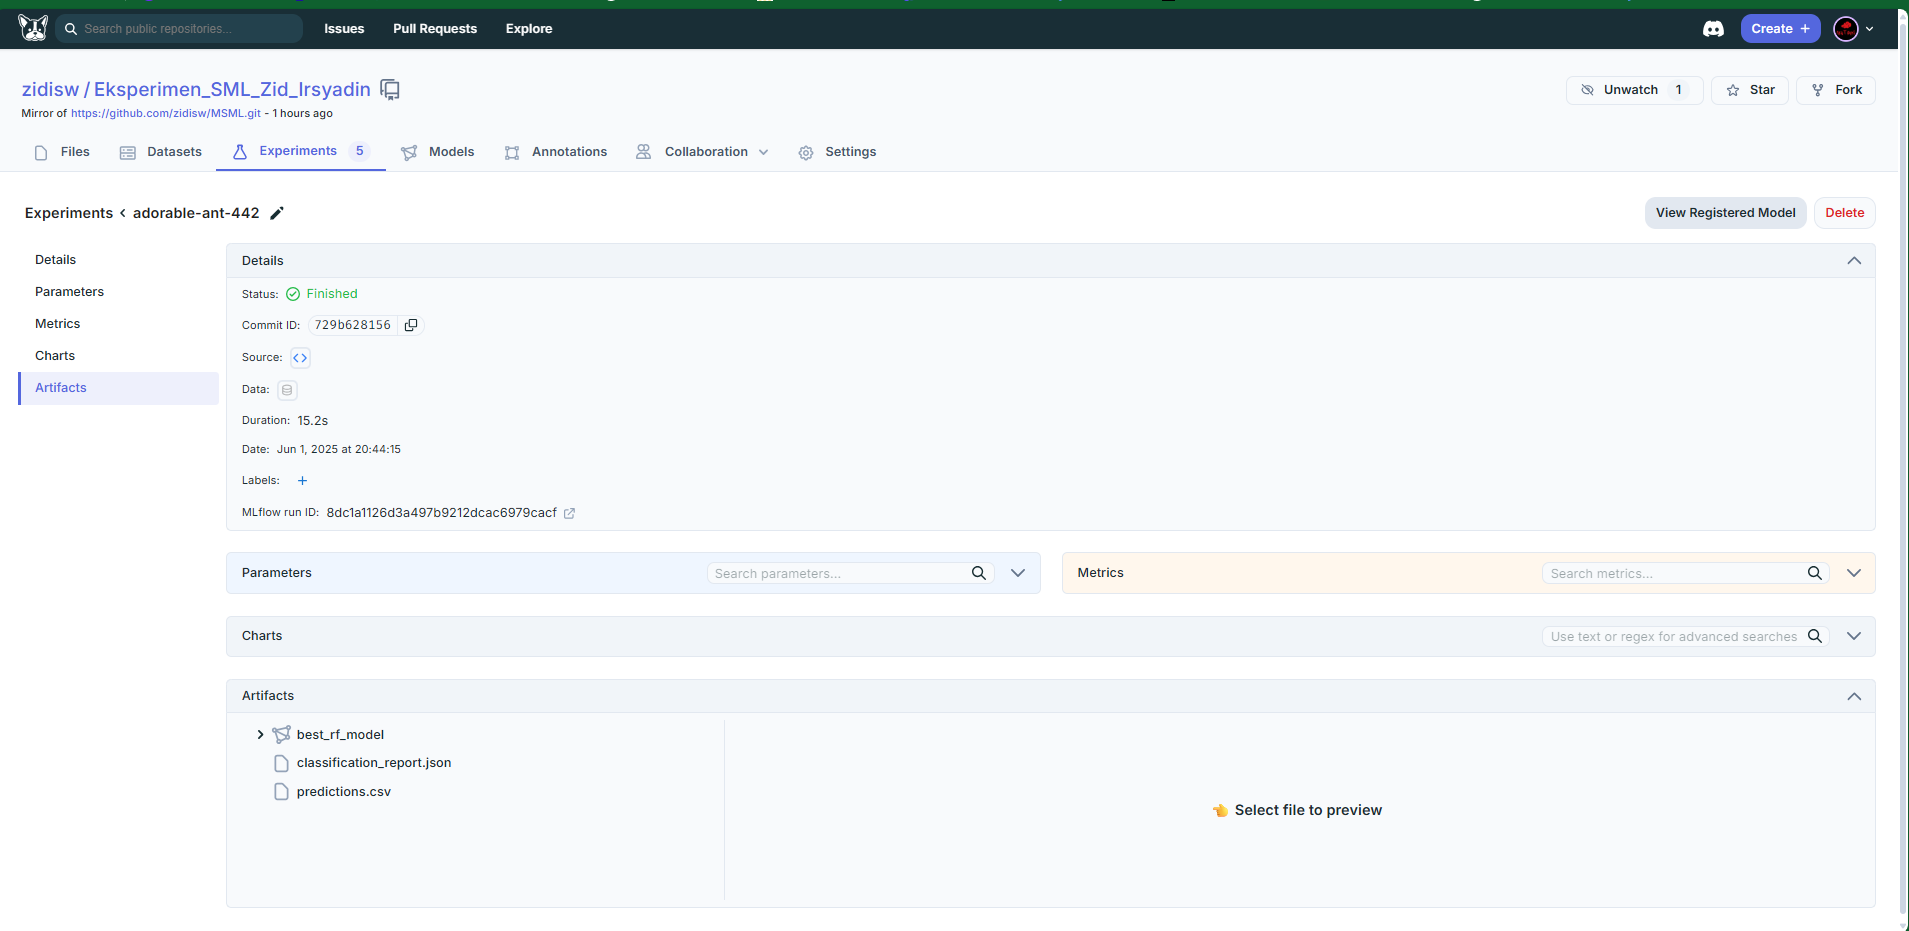 Search public repositories...
Issues
Pull Requests
Explore
Create +
zidisw / Eksperimen_SML_Zid_Irsyadin
Unwatch 1
Star
Fork
Mirror of https://github.com/zidisw/MSML.git - 1 hours ago
Files
Datasets
Experiments 5
Models
Annotations
Collaboration
Settings
Experiments < adorable-ant-442
View Registered Model
Delete
Details
Parameters
Metrics
Charts
Artifacts
Details
Status: Finished
Commit ID: 729b628156
Source:
Data:
Duration: 15.2s
Date: Jun 1, 2025 at 20:44:15
Labels: +
MLflow run ID: 8dc1a1126d3a497b9212dcac6979cacf
Parameters
Search parameters...
Metrics
Search metrics...
Charts
Use text or regex for advanced searches
Artifacts
best_rf_model
classification_report.json
predictions.csv
👈 Select file to preview